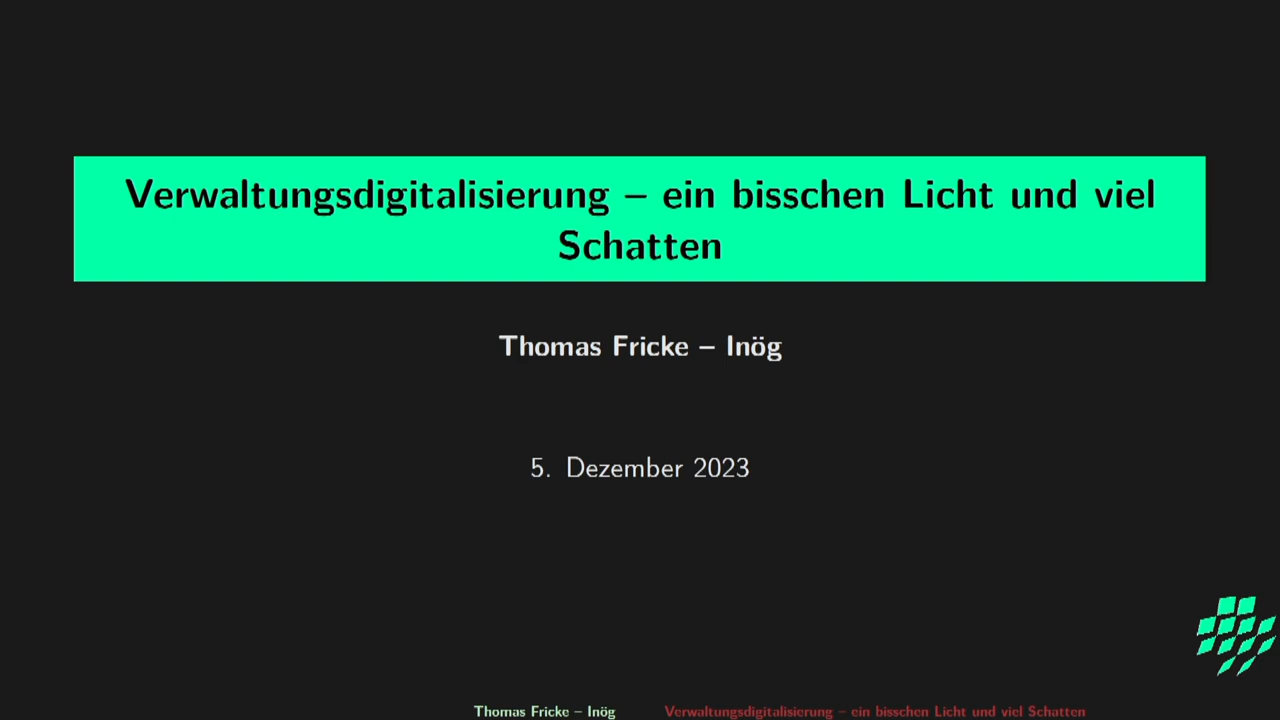 Verwaltungsdigitalisierung – ein bisschen Licht und viel
Schatten
Thomas Fricke – Inög
5. Dezember 2023
Thomas Fricke – Inög Verwaltungsdigitalisierung – ein bisschen Licht und viel Schatten